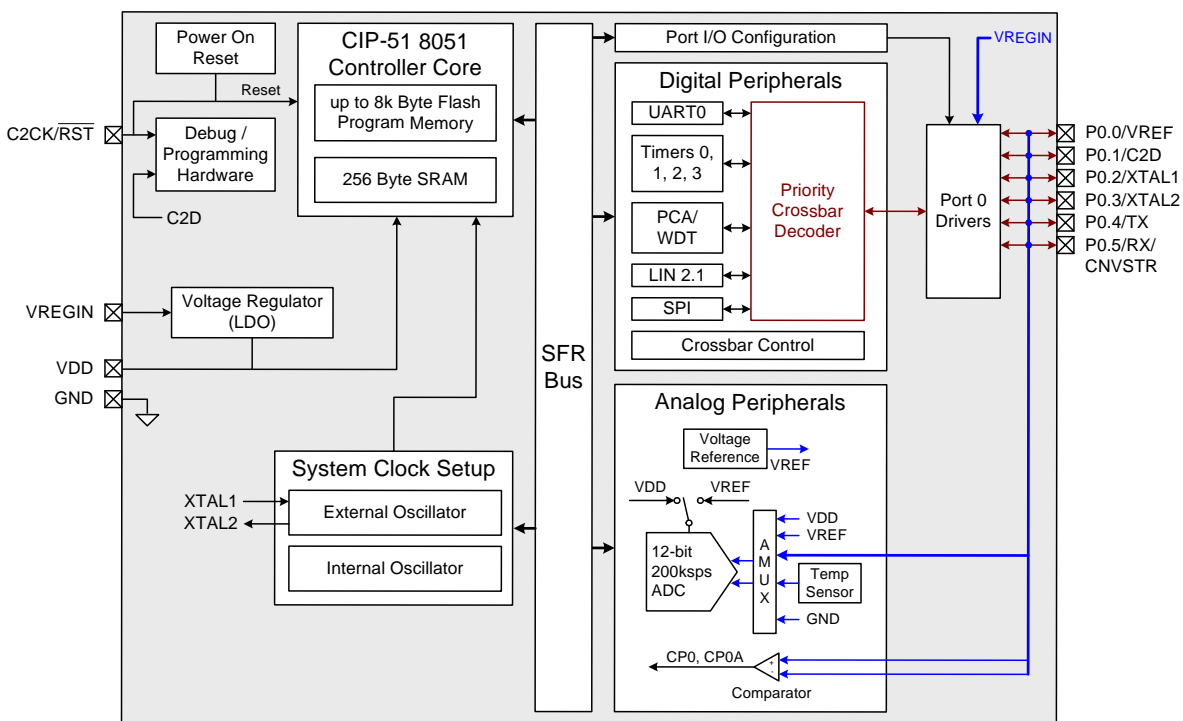 Power On
Reset
Reset
C2CK/RST
Debug /
Programming
Hardware
C2D
VREGIN
Voltage Regulator
(LDO)
VDD
GND
CIP-51 8051
Controller Core
up to 8k Byte Flash
Program Memory
256 Byte SRAM
System Clock Setup
XTAL1
XTAL2
External Oscillator
Internal Oscillator
SFR
Bus
Port I/O Configuration
Digital Peripherals
UART0
Timers 0,
1, 2, 3
PCA/
WDT
LIN 2.1
SPI
Priority
Crossbar
Decoder
Crossbar Control
VREGIN
Port 0
Drivers
P0.0/VREF
P0.1/C2D
P0.2/XTAL1
P0.3/XTAL2
P0.4/TX
P0.5/RX/
CNVSTR
Analog Peripherals
Voltage
Reference
VREF
VDD
VREF
12-bit
200ksps
ADC
A
M
U
X
VDD
VREF
Temp
Sensor
GND
CP0, CP0A
+
-
Comparator